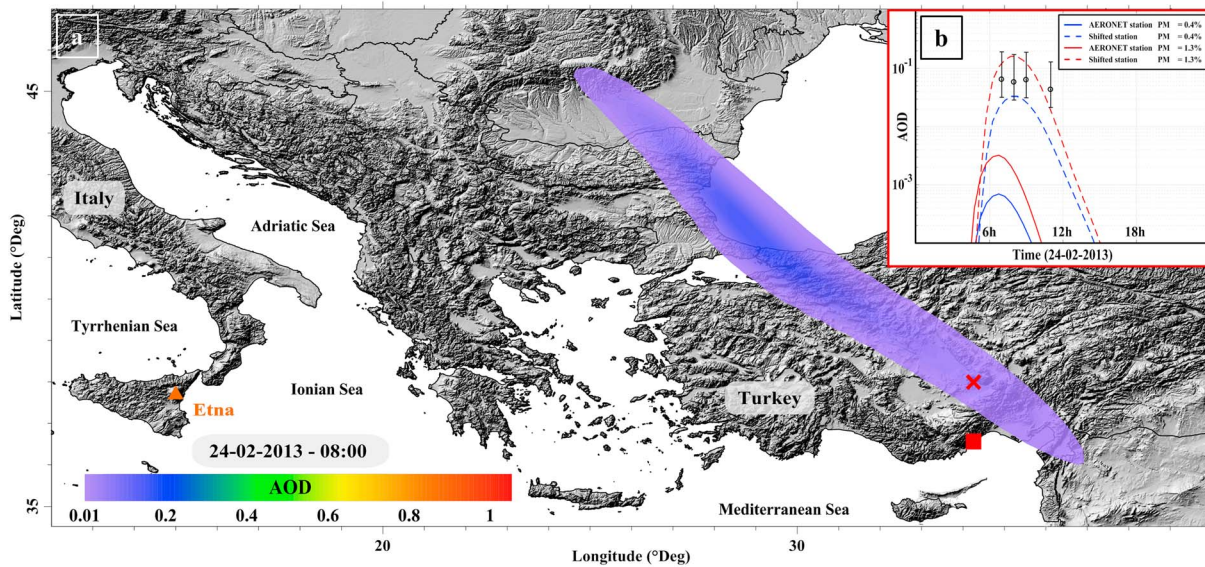 20
30
a
b
AERONET station PM = 0.4%
Shifted station PM = 0.4%
AERONET station PM = 1.3%
Shifted station PM = 1.3%
10⁻¹
10⁻³
AOD
6h 12h 18h
Time (24-02-2013)
45
35
Latitude (°Deg)
Italy
Adriatic Sea
Tyrrhenian Sea
Ionian Sea
Etna
Turkey
24-02-2013 - 08:00
AOD
0.01 0.2 0.4 0.6 0.8 1
Mediterranean Sea
20 30
Longitude (°Deg)